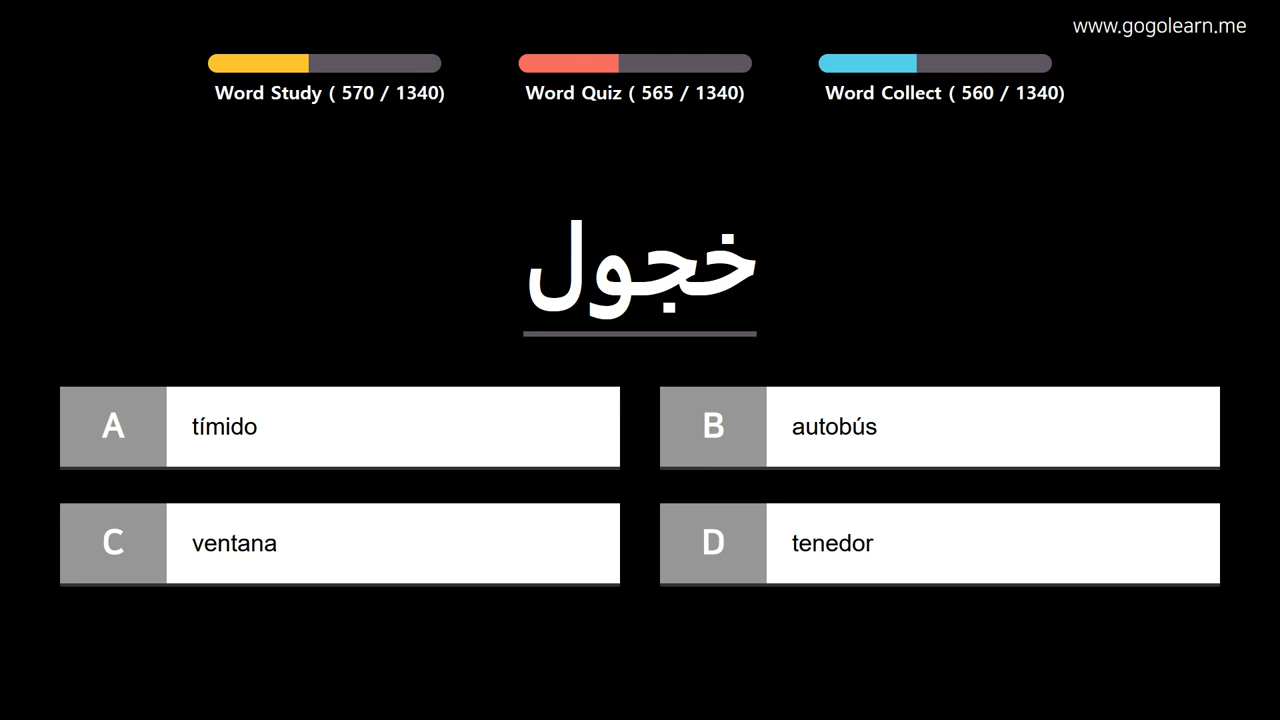 www.gogolearn.me
Word Study ( 570 / 1340)
Word Quiz ( 565 / 1340)
Word Collect ( 560 / 1340)
خجول
A tímido
B autobús
C ventana
D tenedor